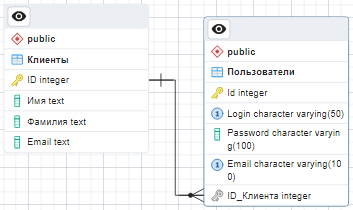 public
Клиенты
ID integer
Имя text
Фамилия text
Email text
public
Пользователи
Id integer
Login character varying(50)
Password character varyin
g(100)
Email character varying(10
0)
ID_Клиента integer